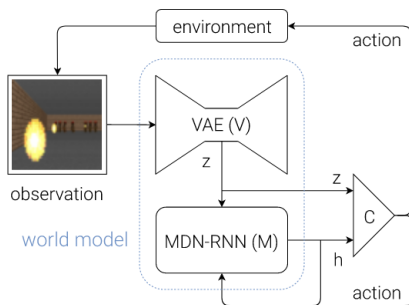 environment
action
VAE (V)
z
observation
z
C
world model
MDN-RNN (M)
h
action